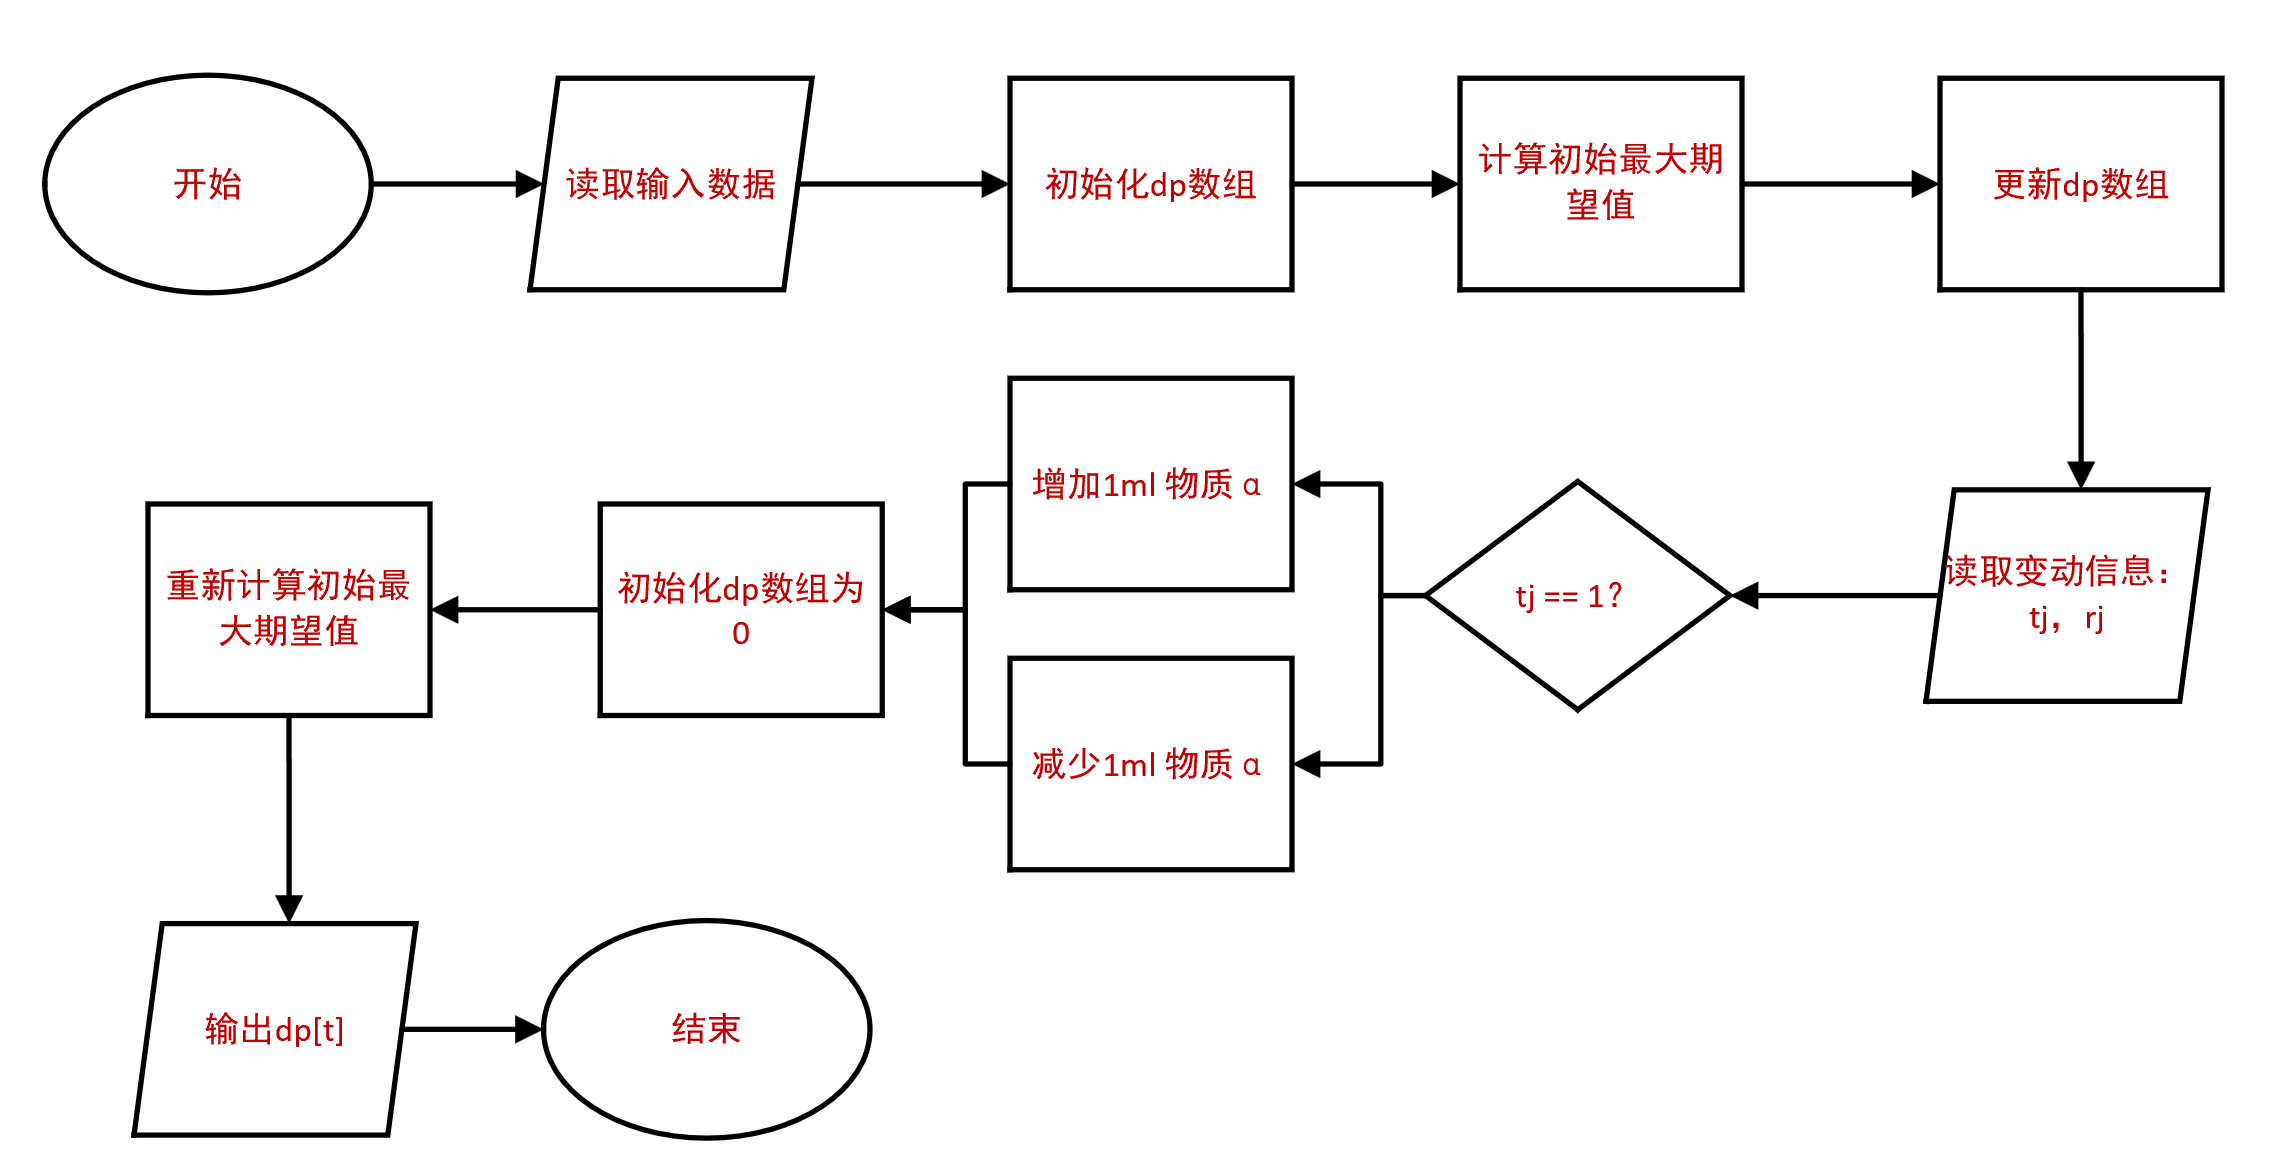 开始
读取输入数据
初始化dp数组
计算初始最大期
望值
更新dp数组
读取变动信息：
tj，rj
tj == 1？
增加1ml 物质 α
减少1ml 物质 α
初始化dp数组为
0
重新计算初始最
大期望值
输出dp[t]
结束